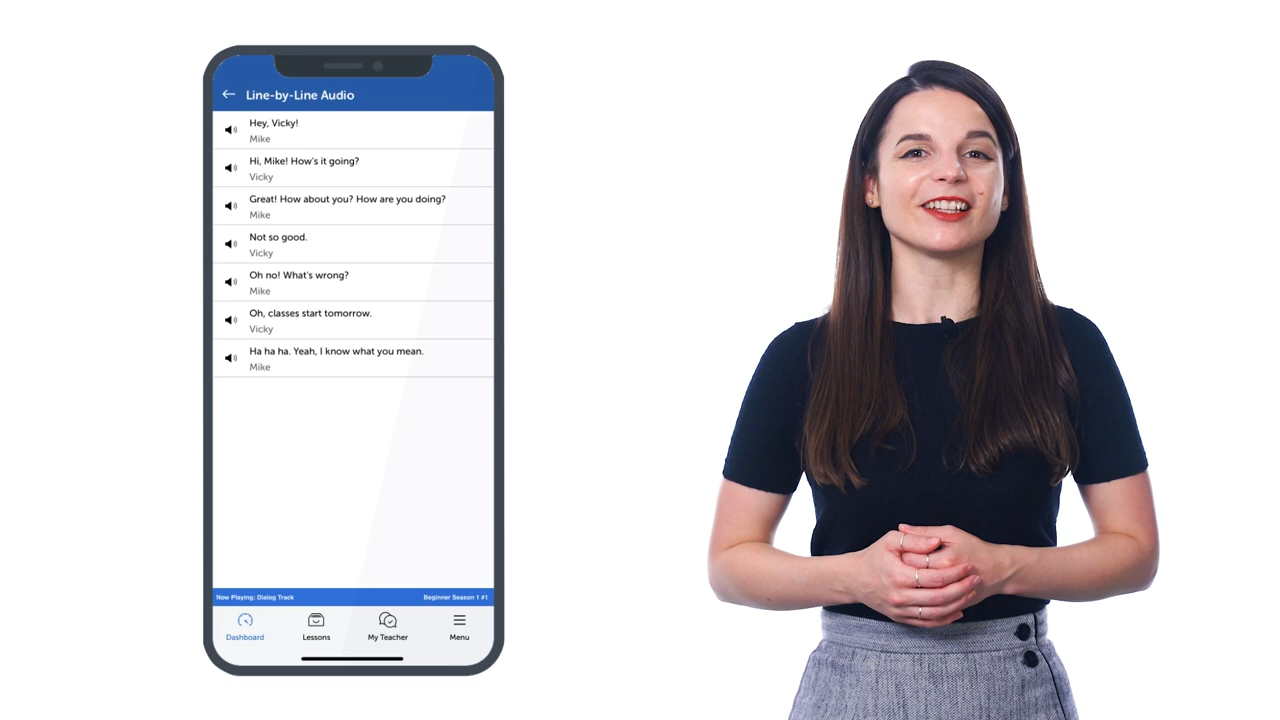 Line-by-Line Audio
Hey, Vicky!
Mike
Hi, Mike! How's it going?
Vicky
Great! How about you? How are you doing?
Mike
Not so good.
Vicky
Oh no! What's wrong?
Mike
Oh, classes start tomorrow.
Vicky
Ha ha ha. Yeah, I know what you mean.
Mike
Now Playing: Dialog Track Beginner Season 1 #1
Dashboard Lessons My Teacher Menu